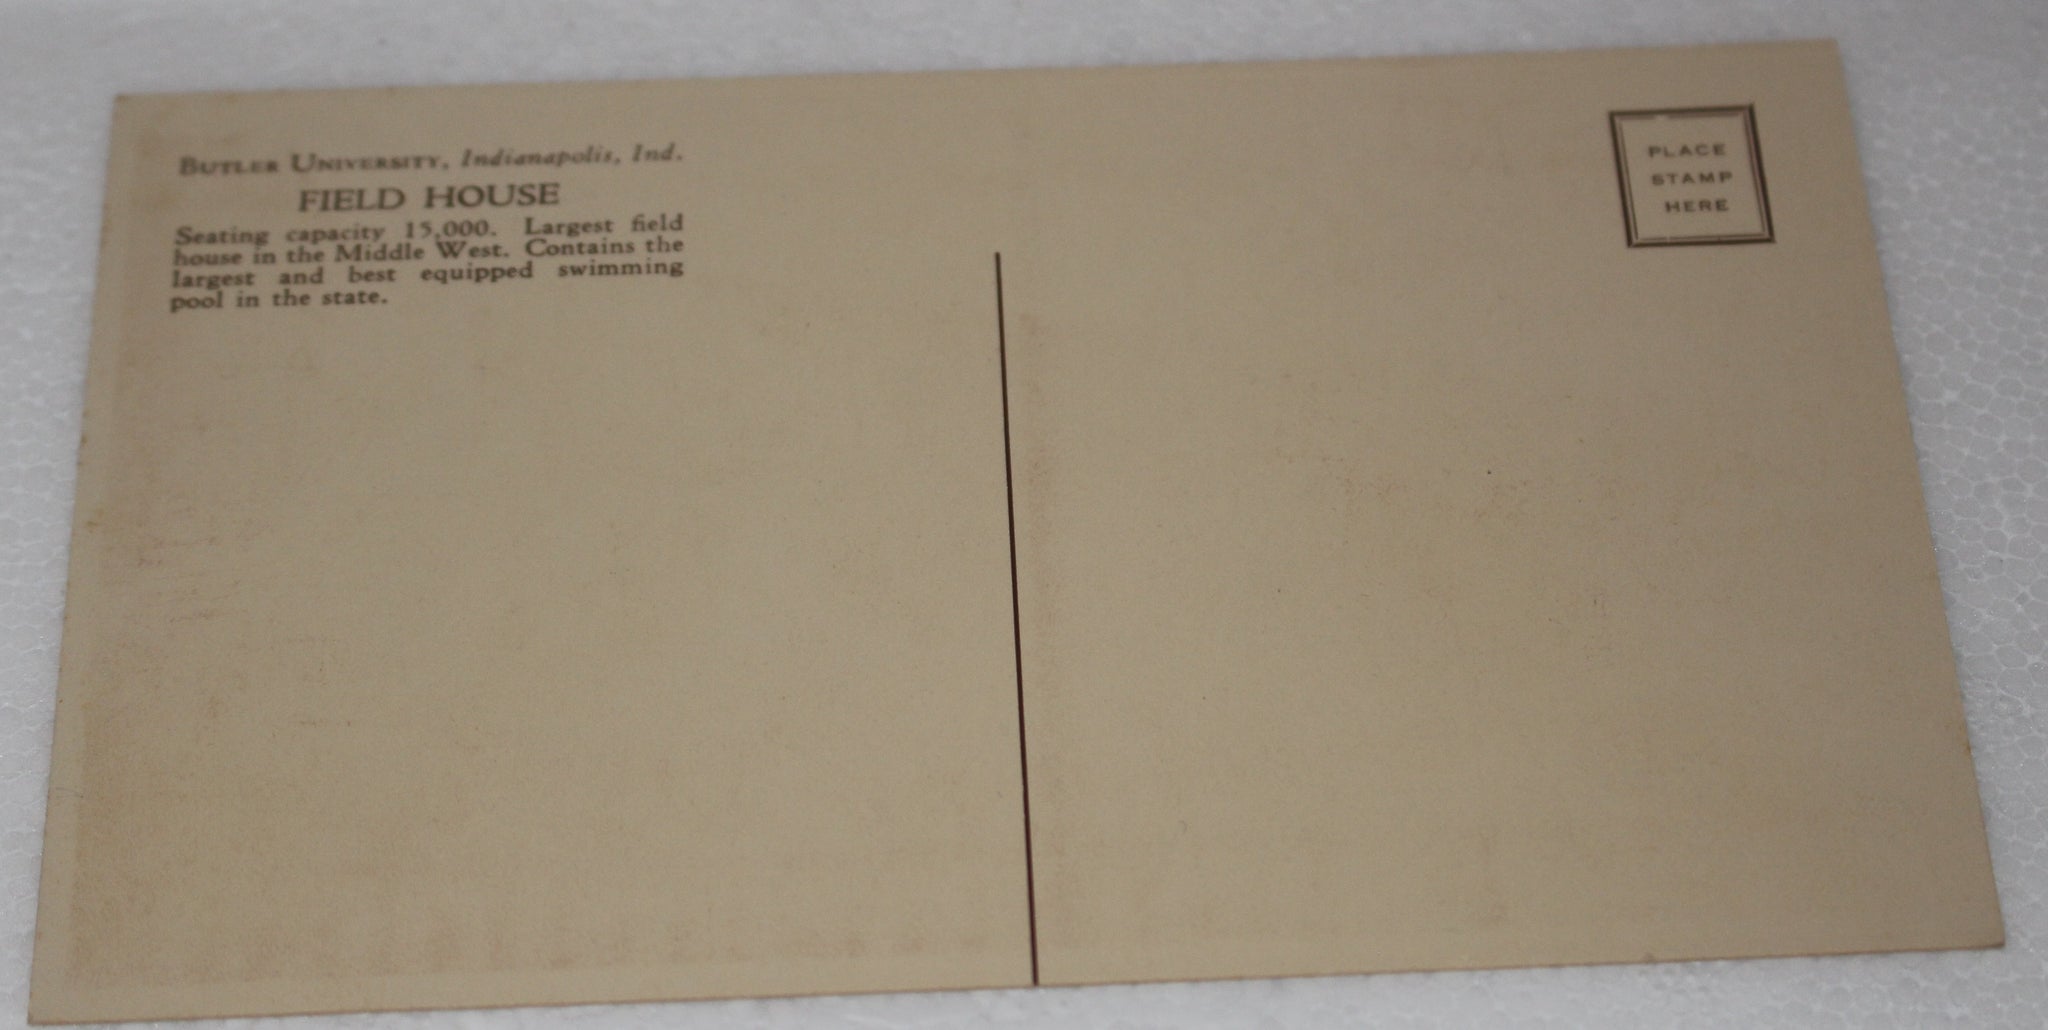 BUTLER UNIVERSITY, Indianapolis, Ind.
FIELD HOUSE
Seating capacity 15,000. Largest field
house in the Middle West. Contains the
largest and best equipped swimming
pool in the state.
PLACE
STAMP
HERE